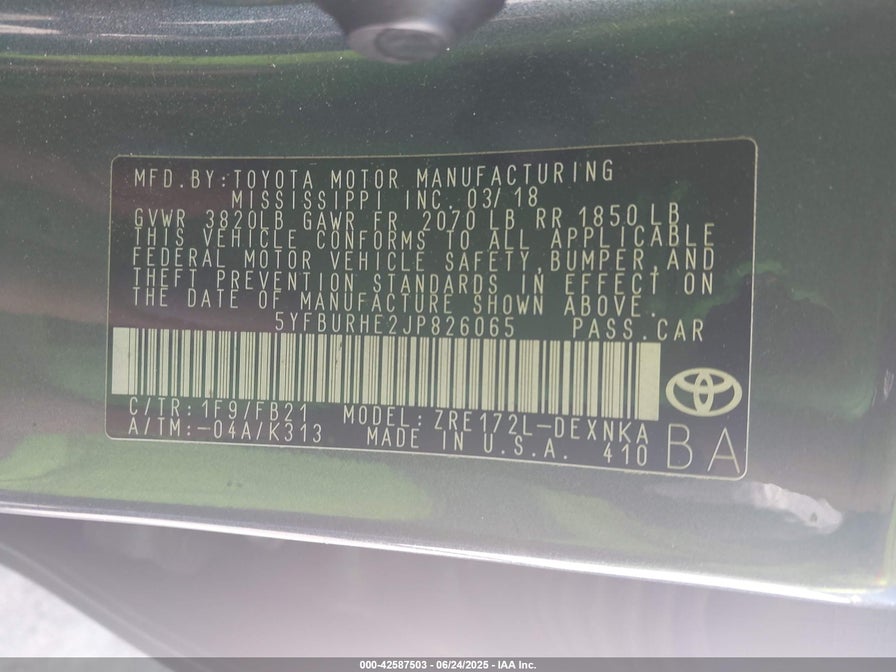 MFD.BY:TOYOTA MOTOR MANUFACTURING
MISSISSIPPI INC. 03/18
GVWR 3820LB GAWR FR 2070 LB RR 1850 LB
THIS VEHICLE CONFORMS TO ALL APPLICABLE
FEDERAL MOTOR VEHICLE SAFETY,BUMPER,AND
THEFT PREVENTION STANDARDS IN EFFECT ON
THE DATE OF MANUFACTURE SHOWN ABOVE.
5YFBURHE2JP826065 PASS.CAR
C/TR:1F9/FB21 MODEL: ZRE172L-DEXNKA
A/TM:-04A/K313 MADE IN U.S.A. 410 BA
000-42587503 - 06/24/2025 - IAA Inc.